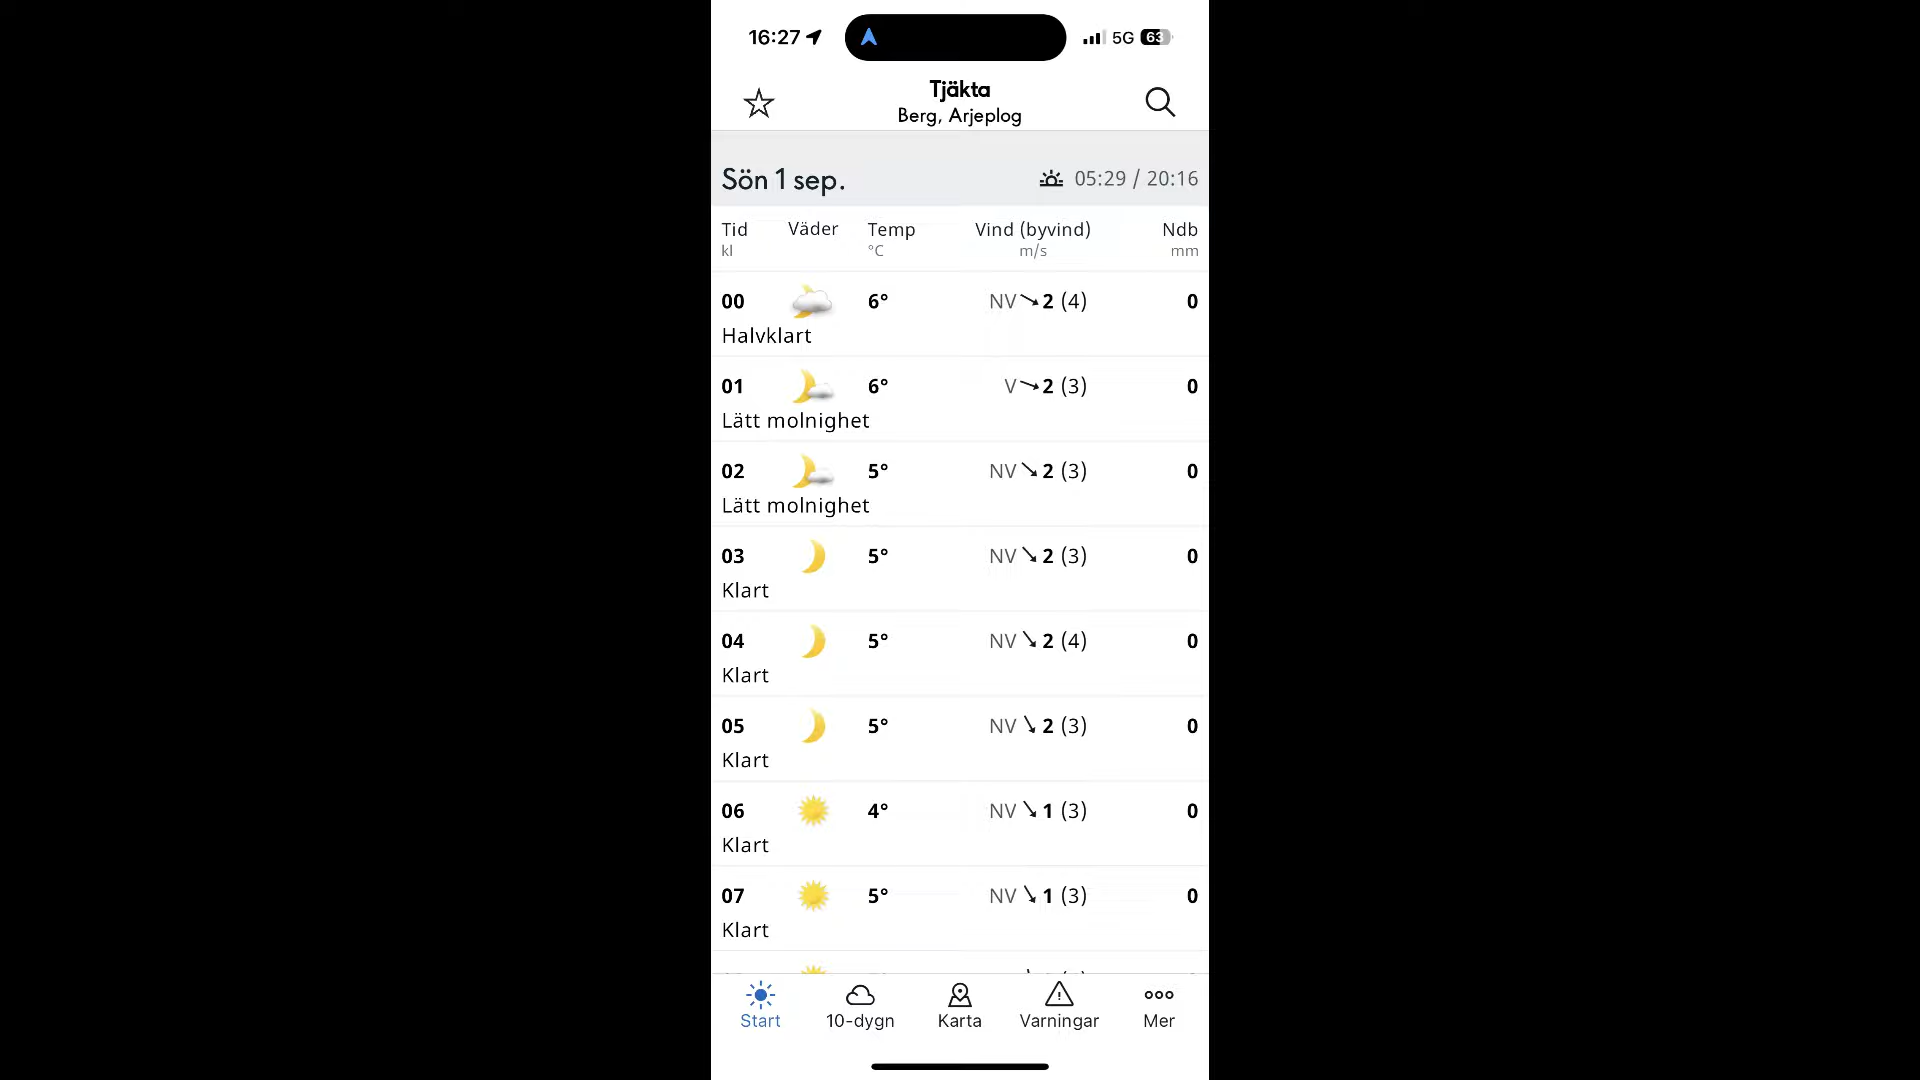 16:27
5G
63
Tjäkta
Berg, Arjeplog
Sön 1 sep.
05:29 / 20:16
Tid Väder Temp Vind (byvind) Ndb
kl °C m/s mm
00 6° NV 2 (4) 0
Halvklart
01 6° V 2 (3) 0
Lätt molnighet
02 5° NV 2 (3) 0
Lätt molnighet
03 5° NV 2 (3) 0
Klart
04 5° NV 2 (4) 0
Klart
05 5° NV 2 (3) 0
Klart
06 4° NV 1 (3) 0
Klart
07 5° NV 1 (3) 0
Klart
Start 10-dygn Karta Varningar Mer